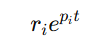 r_i e^{p_i t}